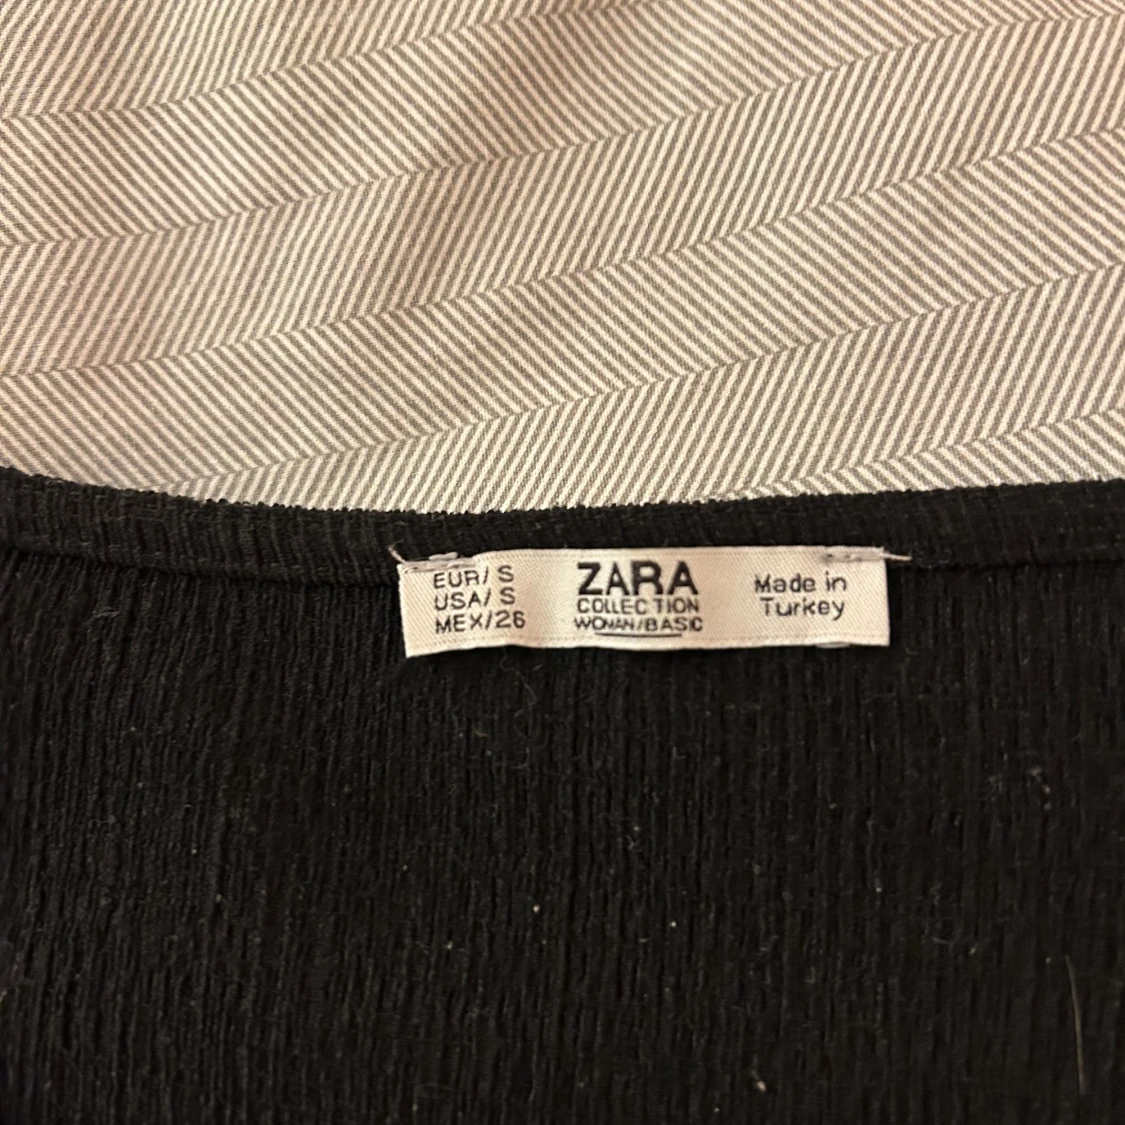 EUR/ S
USA/ S
MEX/26
ZARA
COLLECTION
WOMAN/BASIC
Made in
Turkey